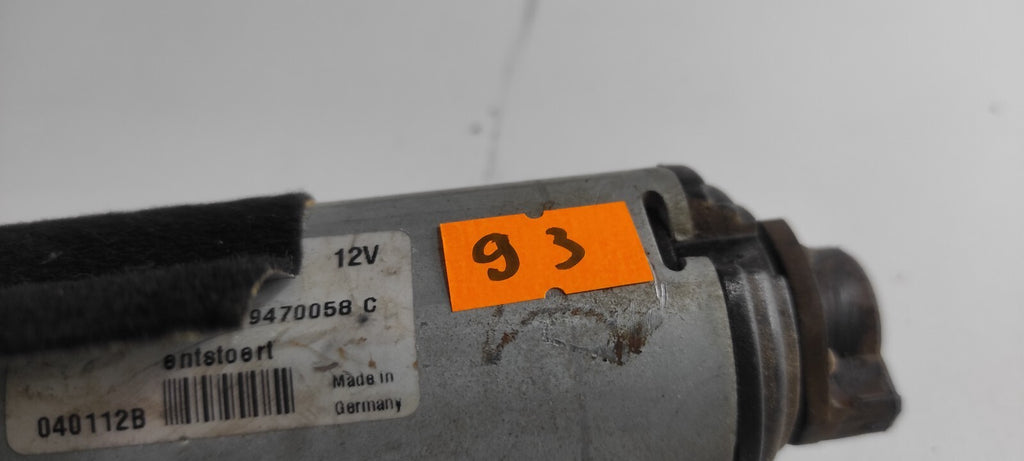 12V
93
9470058 C
entstoert
Made in
Germany
040112B